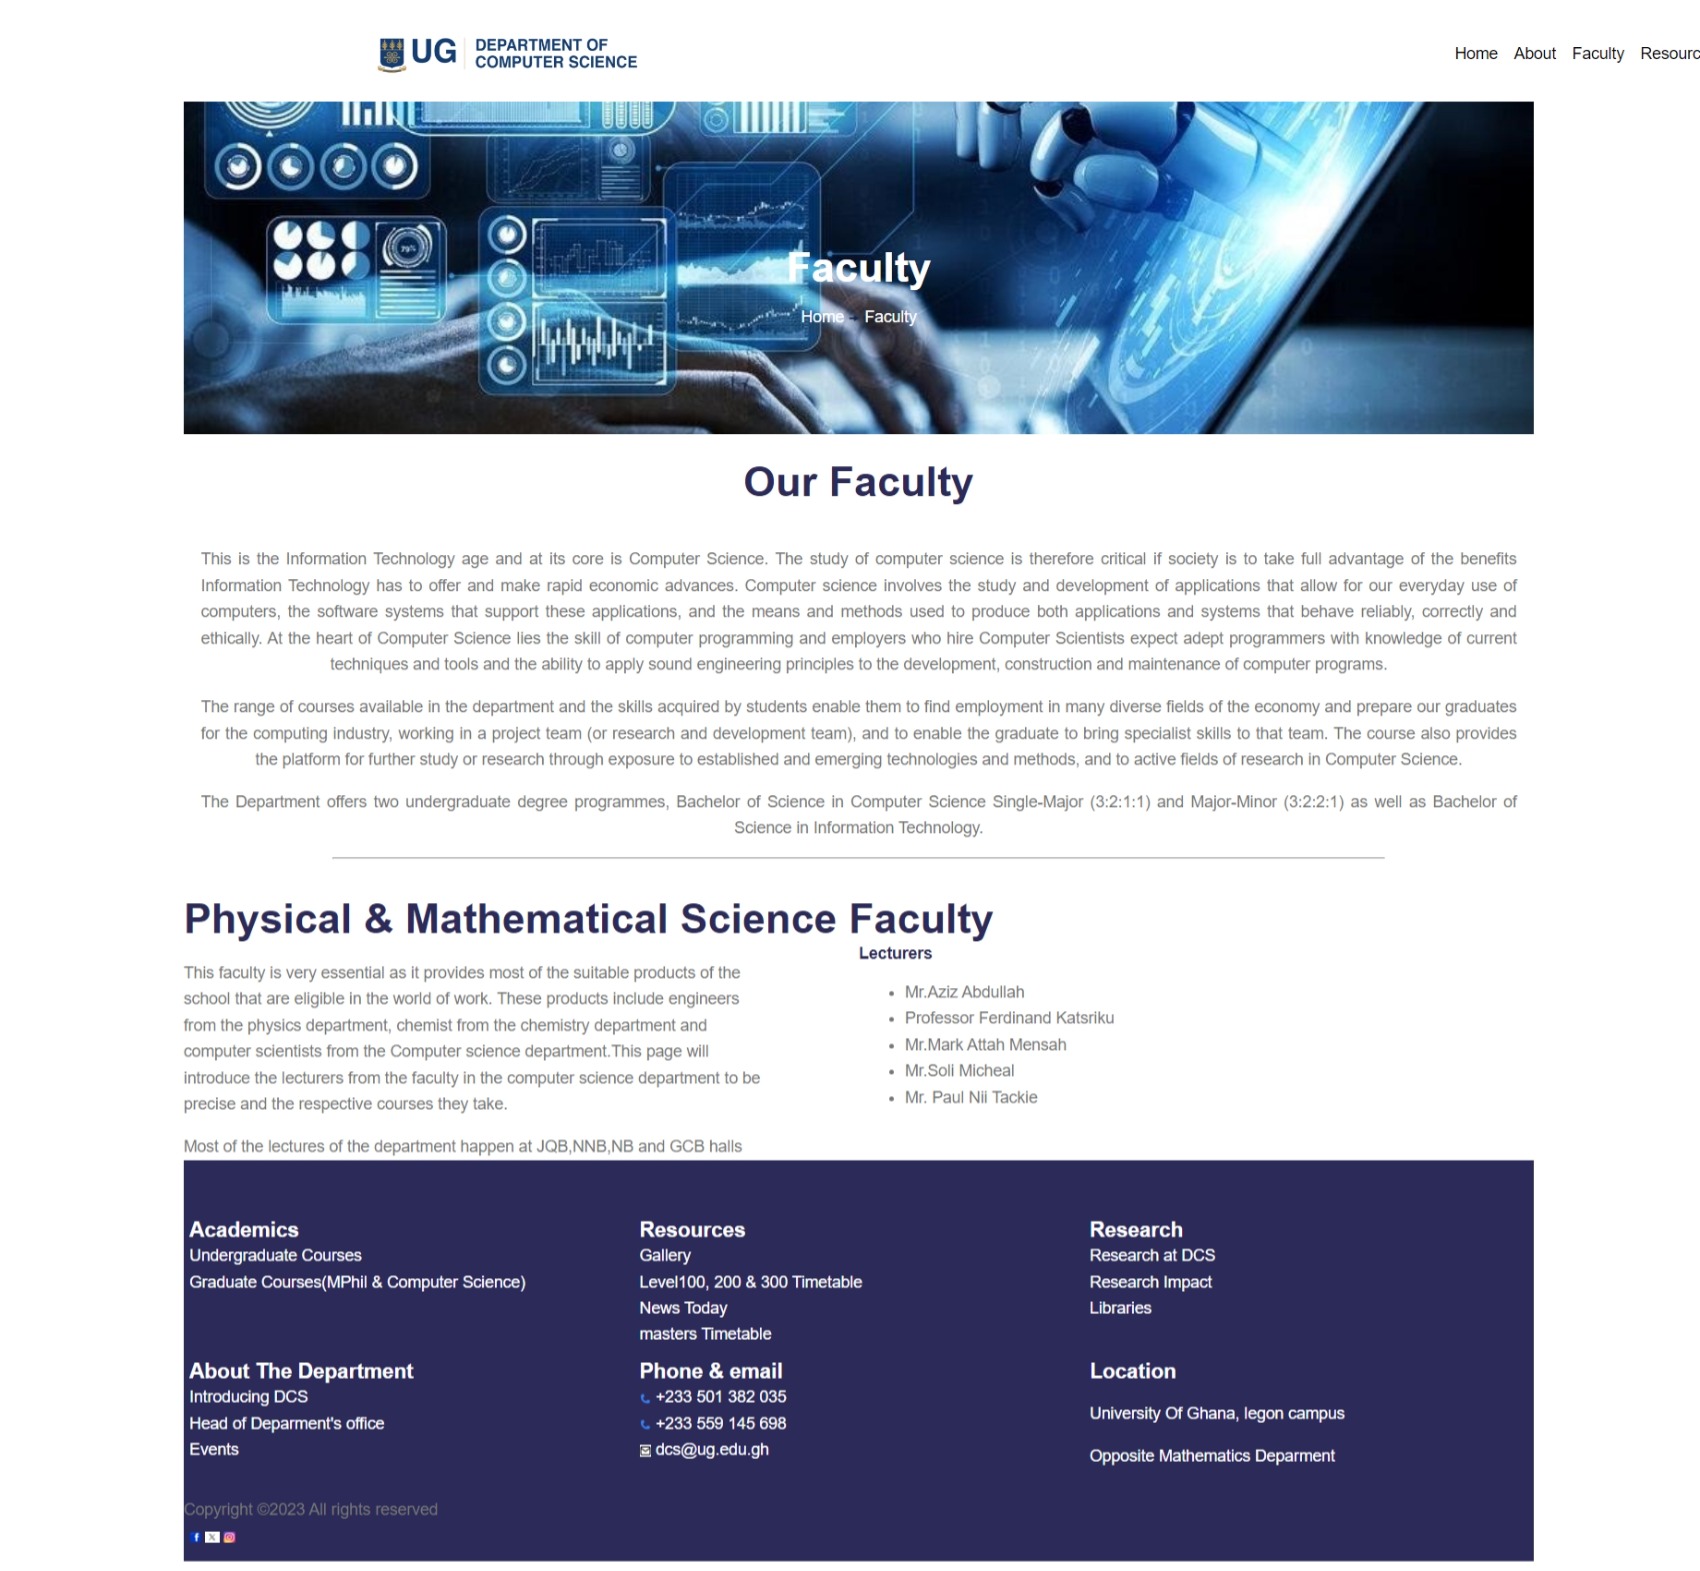 UG DEPARTMENT OF
COMPUTER SCIENCE
Home About Faculty Resourc
79%
Faculty
Home - Faculty
Our Faculty
This is the Information Technology age and at its core is Computer Science. The study of computer science is therefore critical if society is to take full advantage of the benefits
Information Technology has to offer and make rapid economic advances. Computer science involves the study and development of applications that allow for our everyday use of
computers, the software systems that support these applications, and the means and methods used to produce both applications and systems that behave reliably, correctly and
ethically. At the heart of Computer Science lies the skill of computer programming and employers who hire Computer Scientists expect adept programmers with knowledge of current
techniques and tools and the ability to apply sound engineering principles to the development, construction and maintenance of computer programs.
The range of courses available in the department and the skills acquired by students enable them to find employment in many diverse fields of the economy and prepare our graduates
for the computing industry, working in a project team (or research and development team), and to enable the graduate to bring specialist skills to that team. The course also provides
the platform for further study or research through exposure to established and emerging technologies and methods, and to active fields of research in Computer Science.
The Department offers two undergraduate degree programmes, Bachelor of Science in Computer Science Single-Major (3:2:1:1) and Major-Minor (3:2:2:1) as well as Bachelor of
Science in Information Technology.
Physical & Mathematical Science Faculty
This faculty is very essential as it provides most of the suitable products of the
school that are eligible in the world of work. These products include engineers
from the physics department, chemist from the chemistry department and
computer scientists from the Computer science department.This page will
introduce the lecturers from the faculty in the computer science department to be
precise and the respective courses they take.
Most of the lectures of the department happen at JQB,NNB,NB and GCB halls
Lecturers
• Mr.Aziz Abdullah
• Professor Ferdinand Katsriku
• Mr.Mark Attah Mensah
• Mr.Soli Micheal
• Mr. Paul Nii Tackie
Academics
Undergraduate Courses
Graduate Courses(MPhil & Computer Science)
Resources
Gallery
Level100, 200 & 300 Timetable
News Today
masters Timetable
Research
Research at DCS
Research Impact
Libraries
About The Department
Introducing DCS
Head of Deparment's office
Events
Phone & email
+233 501 382 035
+233 559 145 698
dcs@ug.edu.gh
Location
University Of Ghana, legon campus
Opposite Mathematics Deparment
Copyright ©2023 All rights reserved